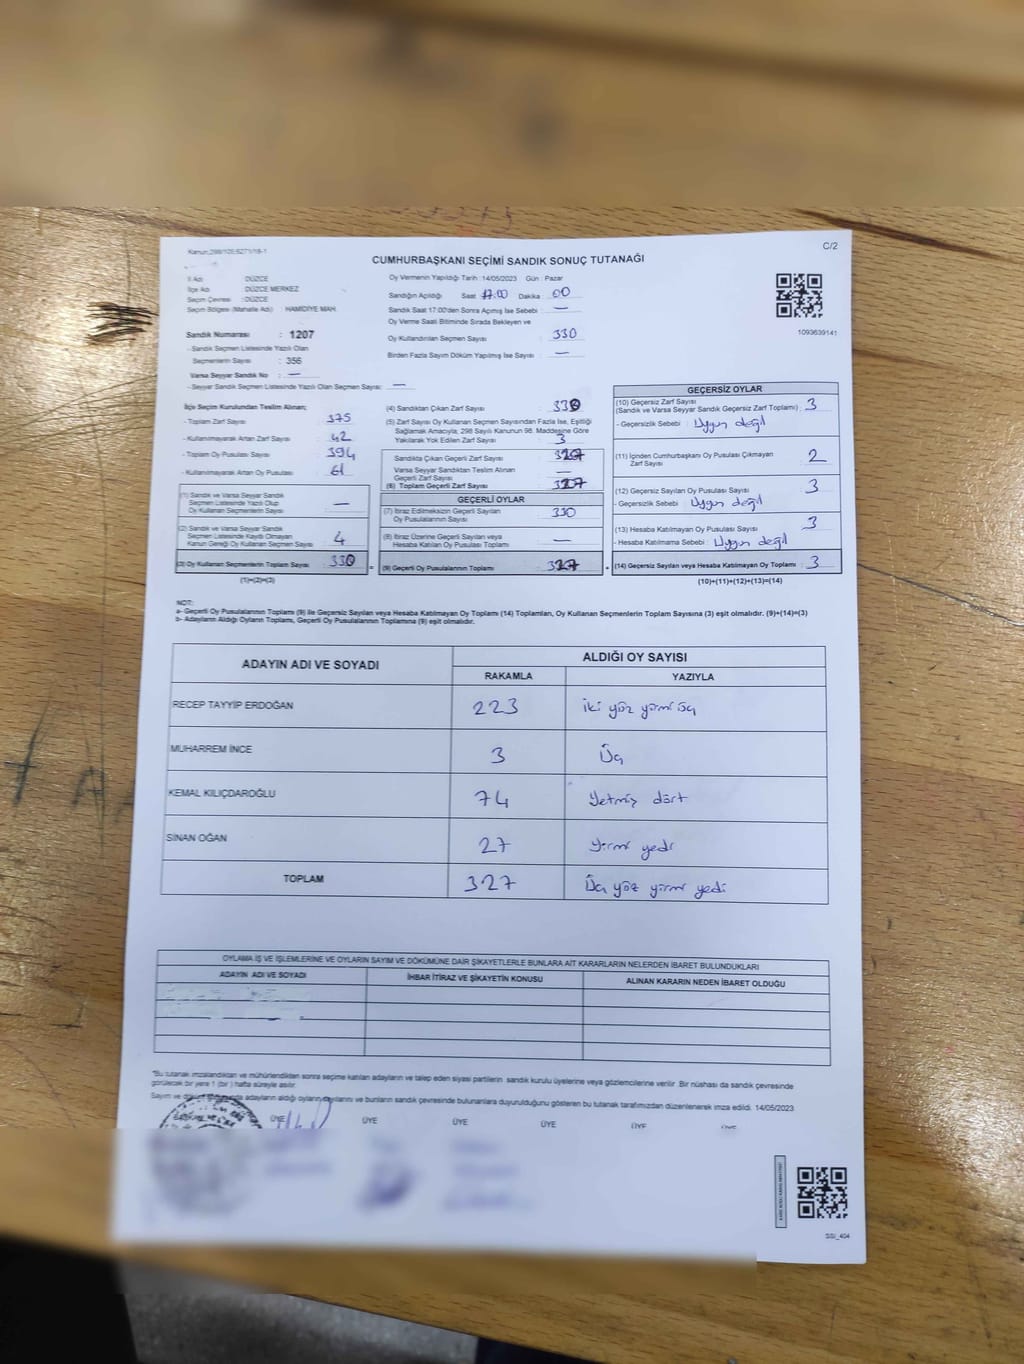 Kanun:298/105;6271/18-1
C/2
CUMHURBAŞKANI SEÇİMİ SANDIK SONUÇ TUTANAĞI
İl Adı : DÜZCE
İlçe Adı : DÜZCE MERKEZ
Seçim Çevresi : DÜZCE
Seçim Bölgesi (Mahalle Adı) : HAMİDİYE MAH.
Sandık Numarası : 1207
- Sandık Seçmen Listesinde Yazılı Olan
Seçmenlerin Sayısı : 356
Varsa Seyyar Sandık No : —
- Seyyar Sandık Seçmen Listesinde Yazılı Olan Seçmen Sayısı: —
Oy Vermenin Yapıldığı Tarih : 14/05/2023 Gün : Pazar
Sandığın Açıldığı Saat 17:00 Dakika : 00
Sandık Saat 17:00'den Sonra Açılmış İse Sebebi : —
Oy Verme Saati Bitiminde Sırada Bekleyen ve
Oy Kullandırılan Seçmen Sayısı : 330
Birden Fazla Sayım Döküm Yapılmış İse Sayısı : —
1093639141
İlçe Seçim Kurulundan Teslim Alınan;
- Toplam Zarf Sayısı : 375
- Kullanılmayarak Artan Zarf Sayısı : 42
- Toplam Oy Pusulası Sayısı : 394
- Kullanılmayarak Artan Oy Pusulası : 61
(1) Sandık ve Varsa Seyyar Sandık
Seçmen Listesinde Yazılı Olup
Oy Kullanan Seçmen Sayısı : —
(2) Sandık ve Varsa Seyyar Sandık
Seçmen Listesinde Kayıtlı Olmayan
Kanun Gereği Oy Kullanan Seçmen Sayısı : 4
(3) Oy Kullanan Seçmenlerin Toplam Sayısı : 330
(1)+(2)=(3)
(4) Sandıktan Çıkan Zarf Sayısı : 330
(5) Zarf Sayısı Oy Kullanan Seçmen Sayısından Fazla İse, Eşitliği
Sağlamak Amacıyla, 298 Sayılı Kanunun 98. Maddesine Göre
Yakılarak Yok Edilen Zarf Sayısı : 3
Sandıkta Çıkan Geçerli Zarf Sayısı : 327
Varsa Seyyar Sandıktan Teslim Alınan
Geçerli Zarf Sayısı : —
(6) Toplam Geçerli Zarf Sayısı : 327
GEÇERLİ OYLAR
(7) İtiraz Edilmeksizin Geçerli Sayılan
Oy Pusulalarının Sayısı : 330
(8) İtiraz Üzerine Geçerli Sayılan veya
Hesaba Katılan Oy Pusulası Toplamı : —
(9) Geçerli Oy Pusulalarının Toplamı : 327
GEÇERSİZ OYLAR
(10) Geçersiz Zarf Sayısı
(Sandık ve Varsa Seyyar Sandık Geçersiz Zarf Toplamı) : 3
- Geçersizlik Sebebi : Uygun değil
(11) İçinden Cumhurbaşkanı Oy Pusulası Çıkmayan
Zarf Sayısı : 2
(12) Geçersiz Sayılan Oy Pusulası Sayısı : 3
- Geçersizlik Sebebi : Uygun değil
(13) Hesaba Katılmayan Oy Pusulası Sayısı : 3
- Hesaba Katılmama Sebebi : Uygun değil
(14) Geçersiz Sayılan veya Hesaba Katılmayan Oy Toplamı : 3
(10)+(11)+(12)+(13)=(14)
NOT:
a- Geçerli Oy Pusulalarının Toplamı (9) ile Geçersiz Sayılan veya Hesaba Katılmayan Oy Toplamı (14) Toplamları, Oy Kullanan Seçmenlerin Toplam Sayısına (3) eşit olmalıdır. (9)+(14)=(3)
b- Adayların Aldığı Oyların Toplamı, Geçerli Oy Pusulalarının Toplamına (9) eşit olmalıdır.
ADAYIN ADI VE SOYADI
ALDIĞI OY SAYISI
RAKAMLA YAZIYLA
RECEP TAYYİP ERDOĞAN 223 iki yüz yirmi üç
MUHARREM İNCE 3 Üç
KEMAL KILIÇDAROĞLU 74 Yetmiş dört
SİNAN OĞAN 27 Yirmi yedi
TOPLAM 327 Üç yüz yirmi yedi
OYLAMA İŞ VE İŞLEMLERİNE VE OYLARIN SAYIM VE DÖKÜMÜNE DAİR ŞİKAYETLERLE BUNLARA AİT KARARLARIN NELERDEN İBARET BULUNDUKLARI
ADAYIN ADI VE SOYADI İHBAR İTİRAZ VE ŞİKAYETİN KONUSU ALINAN KARARIN NEDEN İBARET OLDUĞU
"Bu tutanak imzalandıktan ve mühürlendikten sonra seçime katılan adayların ve talep eden siyasi partilerin sandık kurulu üyelerine veya gözlemcilerine verilir. Bir nüshası da sandık çevresinde
görülecek bir yere 1 (bir) hafta süreyle asılır.
Sayım ve adayların aldığı oyların sayılarını ve bunların sandık çevresinde bulunanlara duyurulduğunu gösteren bu tutanak tarafımızdan düzenlenerek imza edildi. 14/05/2023
ÜYE ÜYE ÜYE ÜYE ÜYE ÜYE
SSI_404